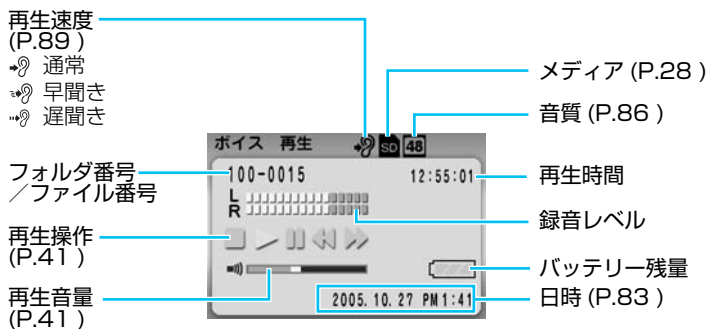 再生速度
(P.89 )
通常
早聞き
遅聞き
フォルダ番号
／ファイル番号
再生操作
(P.41 )
再生音量
(P.41 )
ボイス 再生
SD 48
100-0015 12:55:01
L
R
2005.10.27 PM 1:41
メディア (P.28 )
音質 (P.86 )
再生時間
録音レベル
バッテリー残量
日時 (P.83 )